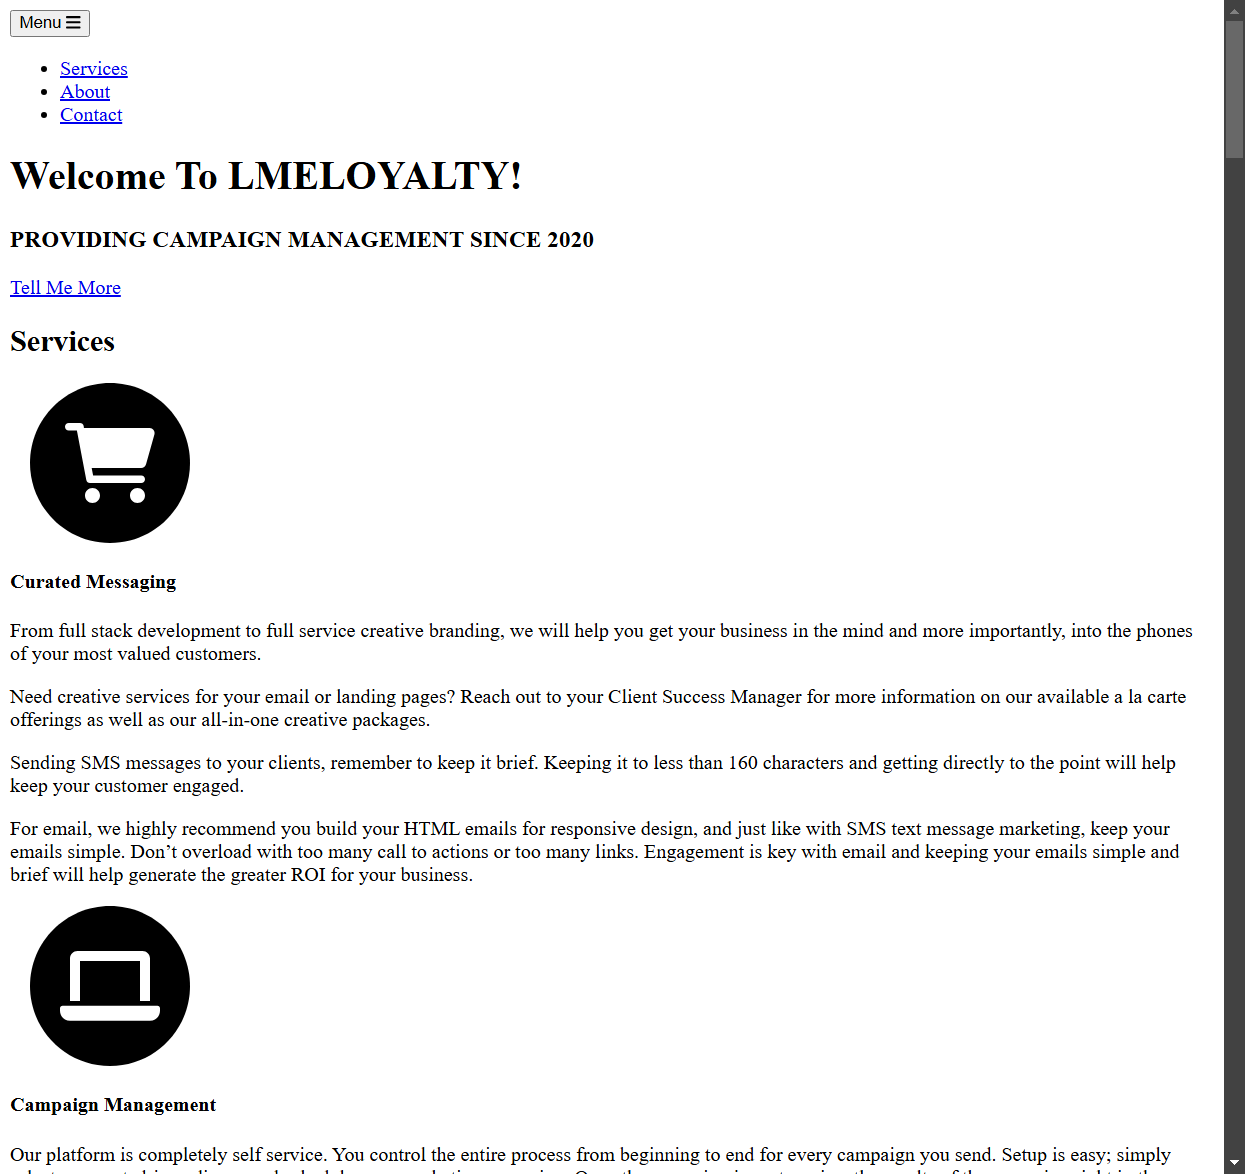 Menu
Services
About
Contact
Welcome To LMELOYALTY!
PROVIDING CAMPAIGN MANAGEMENT SINCE 2020
Tell Me More
Services
Curated Messaging
From full stack development to full service creative branding, we will help you get your business in the mind and more importantly, into the phones
of your most valued customers.
Need creative services for your email or landing pages? Reach out to your Client Success Manager for more information on our available a la carte
offerings as well as our all-in-one creative packages.
Sending SMS messages to your clients, remember to keep it brief. Keeping it to less than 160 characters and getting directly to the point will help
keep your customer engaged.
For email, we highly recommend you build your HTML emails for responsive design, and just like with SMS text message marketing, keep your
emails simple. Don’t overload with too many call to actions or too many links. Engagement is key with email and keeping your emails simple and
brief will help generate the greater ROI for your business.
Campaign Management
Our platform is completely self service. You control the entire process from beginning to end for every campaign you send. Setup is easy; simply